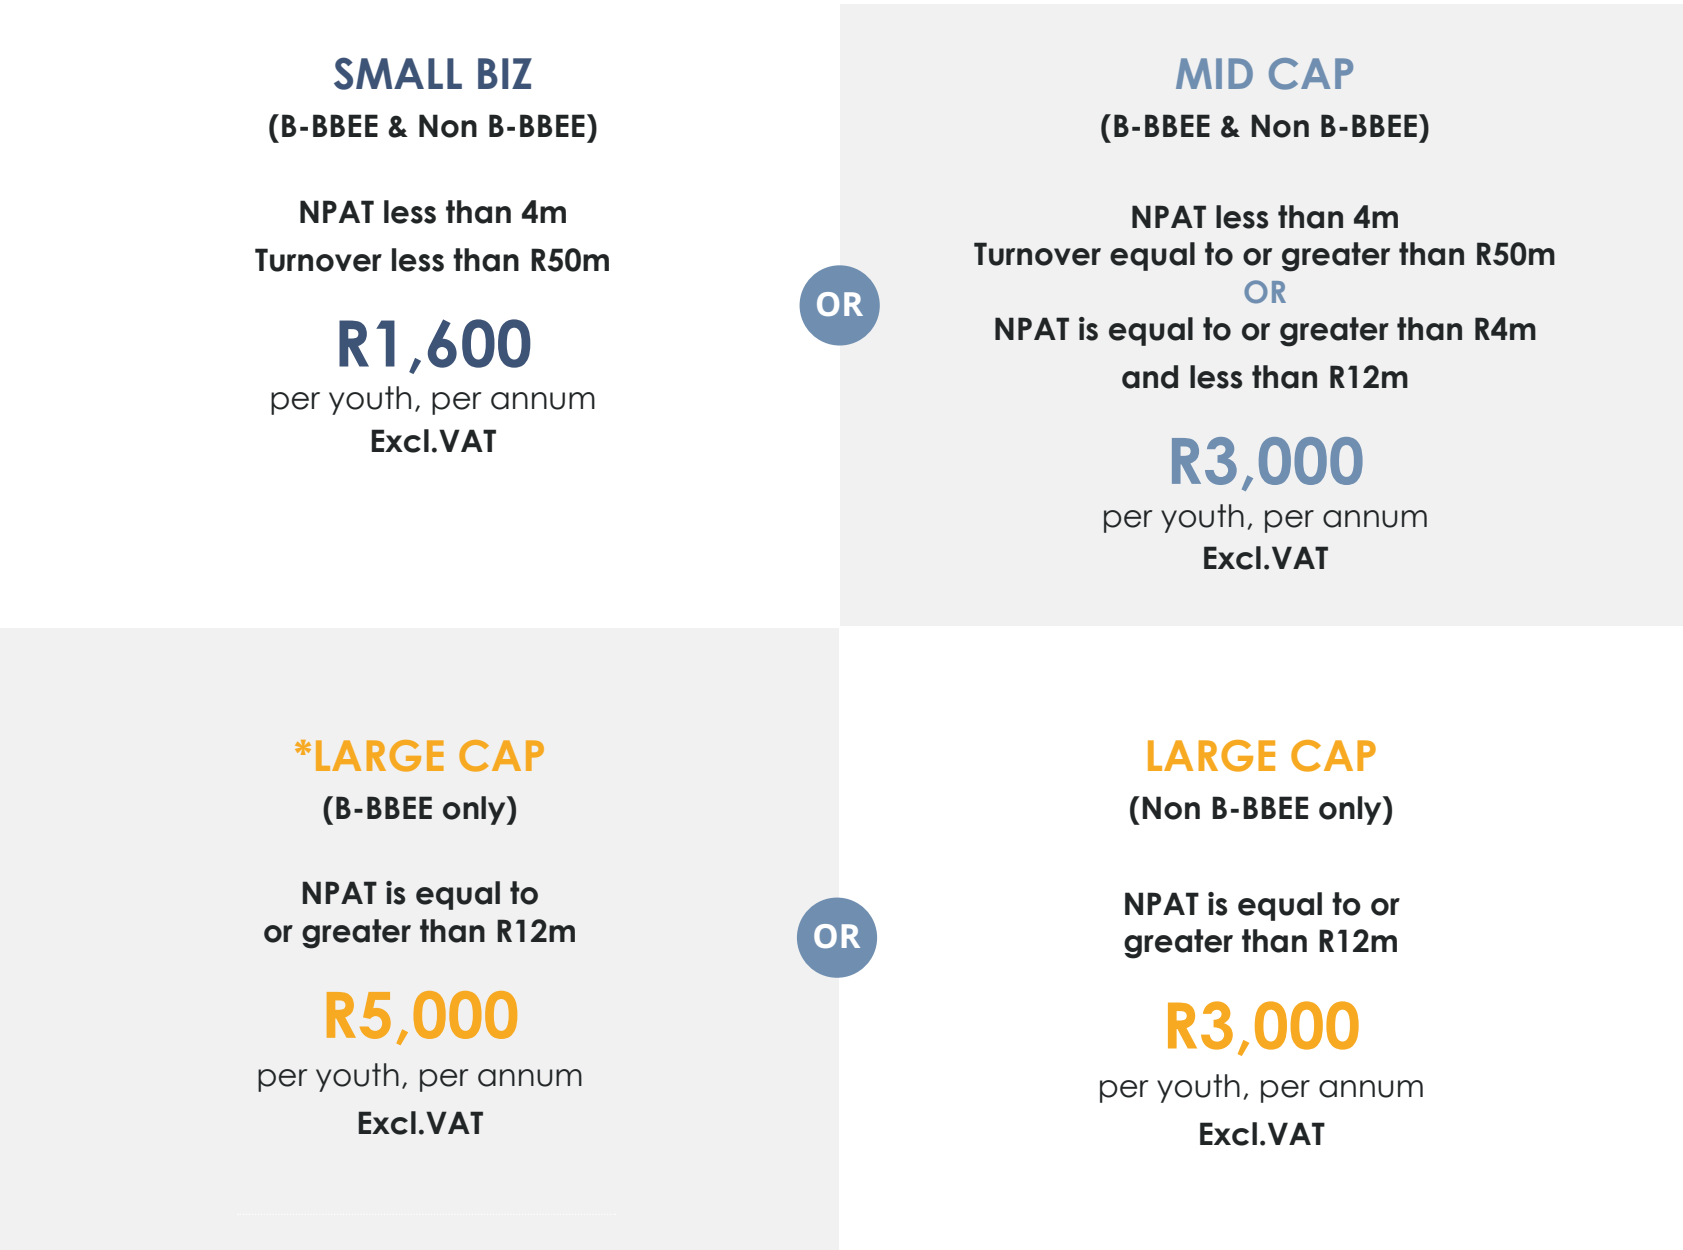 SMALL BIZ
(B-BBEE & Non B-BBEE)
NPAT less than 4m
Turnover less than R50m
R1,600
per youth, per annum
Excl.VAT
OR
MID CAP
(B-BBEE & Non B-BBEE)
NPAT less than 4m
Turnover equal to or greater than R50m
OR
NPAT is equal to or greater than R4m
and less than R12m
R3,000
per youth, per annum
Excl.VAT
*LARGE CAP
(B-BBEE only)
NPAT is equal to
or greater than R12m
R5,000
per youth, per annum
Excl.VAT
OR
LARGE CAP
(Non B-BBEE only)
NPAT is equal to or
greater than R12m
R3,000
per youth, per annum
Excl.VAT